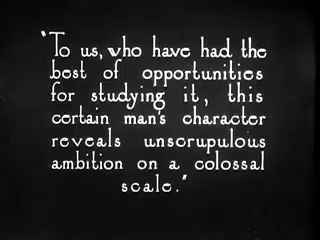 "To us, who have had the
best of opportunities
for studying it, this
certain man's character
reveals unscrupulous
ambition on a colossal
scale."